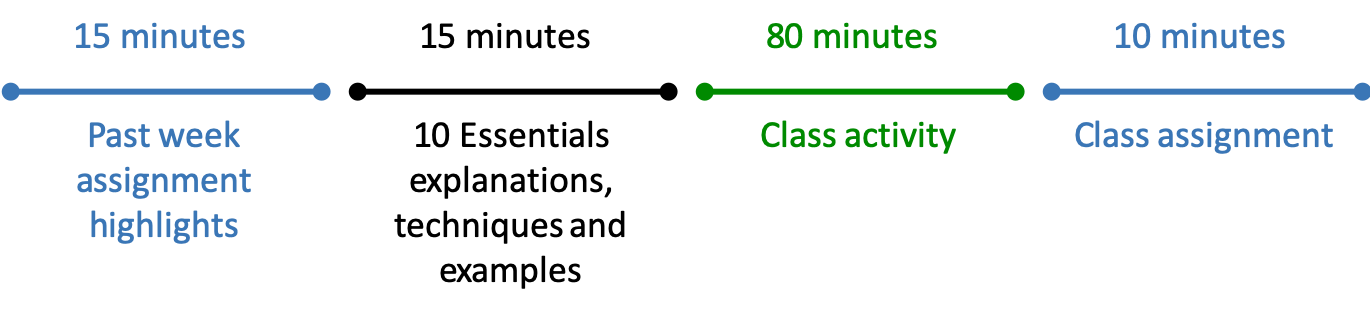 15 minutes
Past week
assignment
highlights
15 minutes
10 Essentials
explanations,
techniques and
examples
80 minutes
Class activity
10 minutes
Class assignment